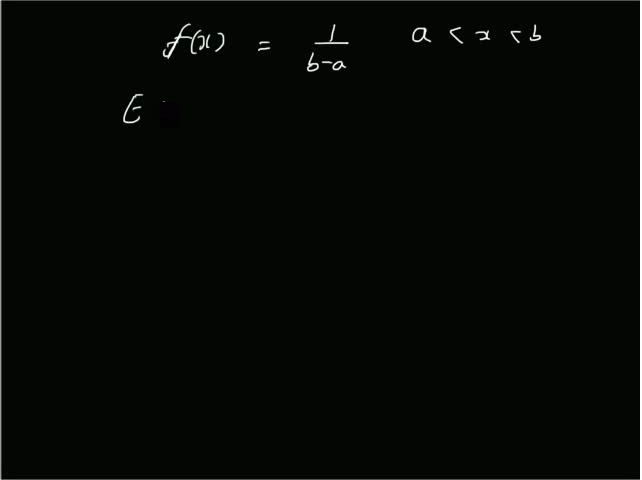 f(x) = 1/(b-a) a < x < b
E